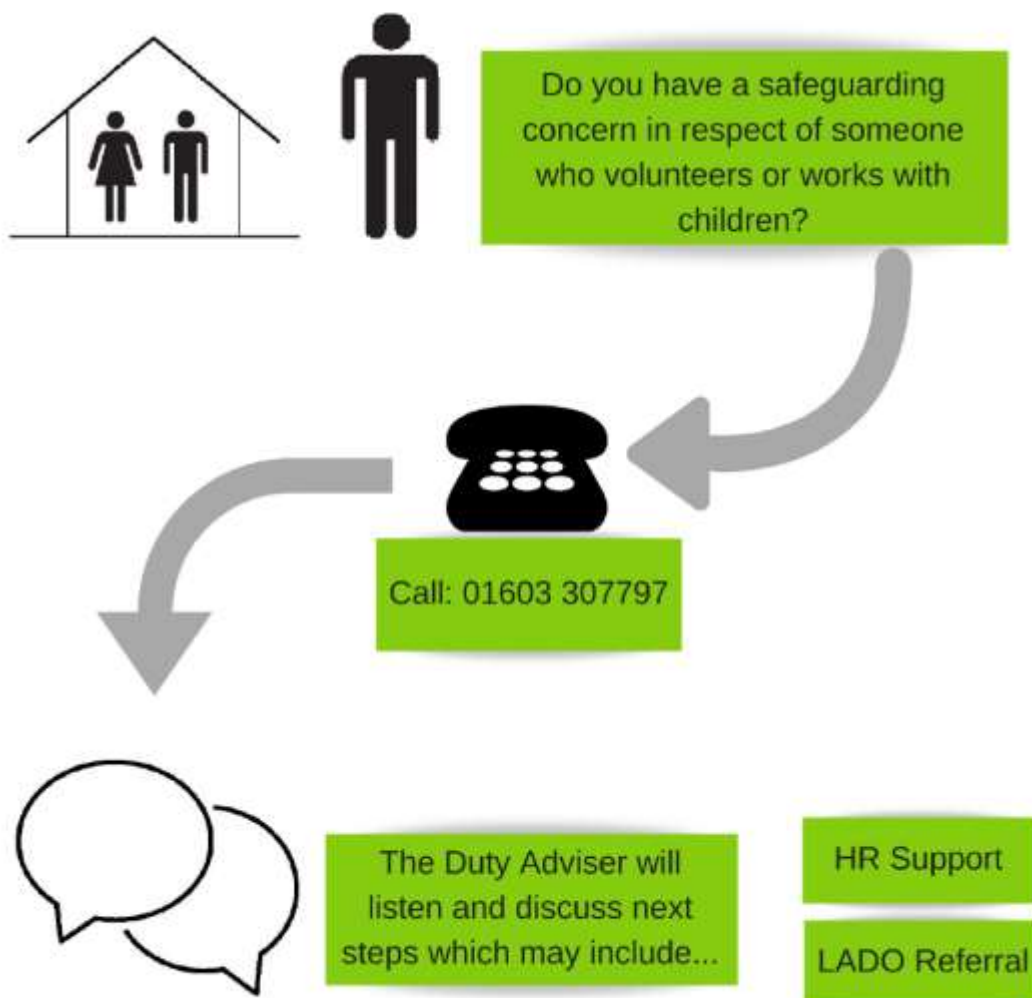 Do you have a safeguarding
concern in respect of someone
who volunteers or works with
children?
Call: 01603 307797
The Duty Adviser will
listen and discuss next
steps which may include...
HR Support
LADO Referral